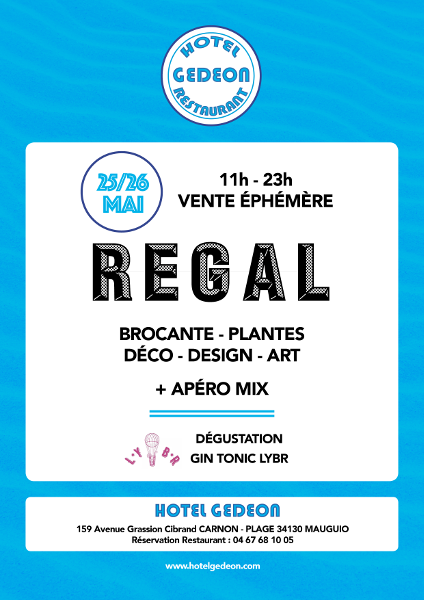 HOTEL
GEDEON
RESTAURANT
25/26
MAI
11h - 23h
VENTE ÉPHÉMÈRE
REGAL
BROCANTE - PLANTES
DÉCO - DESIGN - ART
+ APÉRO MIX
L•Y B•R
DÉGUSTATION
GIN TONIC LYBR
HOTEL GEDEON
159 Avenue Grassion Cibrand CARNON - PLAGE 34130 MAUGUIO
Réservation Restaurant : 04 67 68 10 05
www.hotelgedeon.com